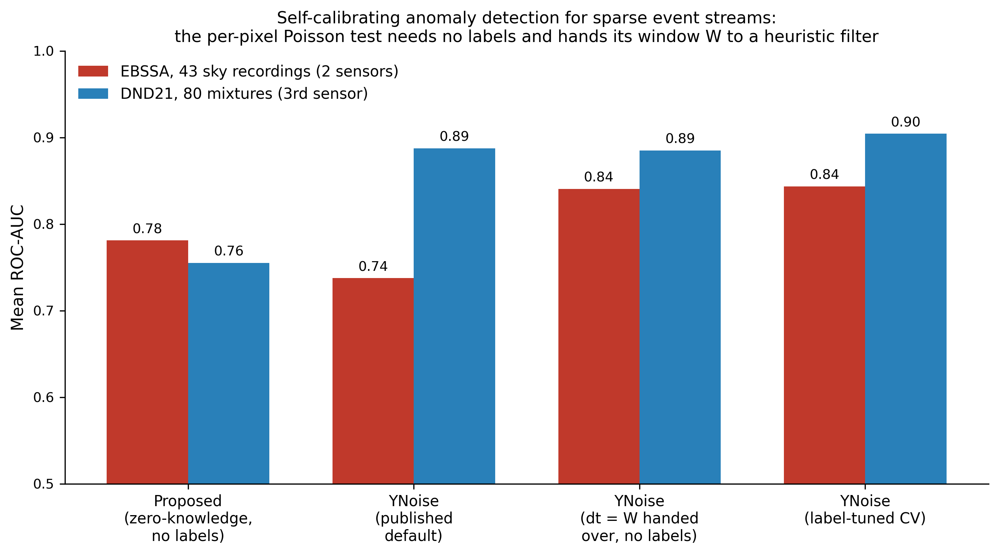 Self-calibrating anomaly detection for sparse event streams:
the per-pixel Poisson test needs no labels and hands its window W to a heuristic filter
1.0
0.9
0.8
0.7
0.6
0.5
Mean ROC-AUC
EBSSA, 43 sky recordings (2 sensors)
DND21, 80 mixtures (3rd sensor)
0.78
0.76
0.74
0.89
0.84
0.89
0.84
0.90
Proposed
(zero-knowledge,
no labels)
YNoise
(published
default)
YNoise
(dt = W handed
over, no labels)
YNoise
(label-tuned CV)